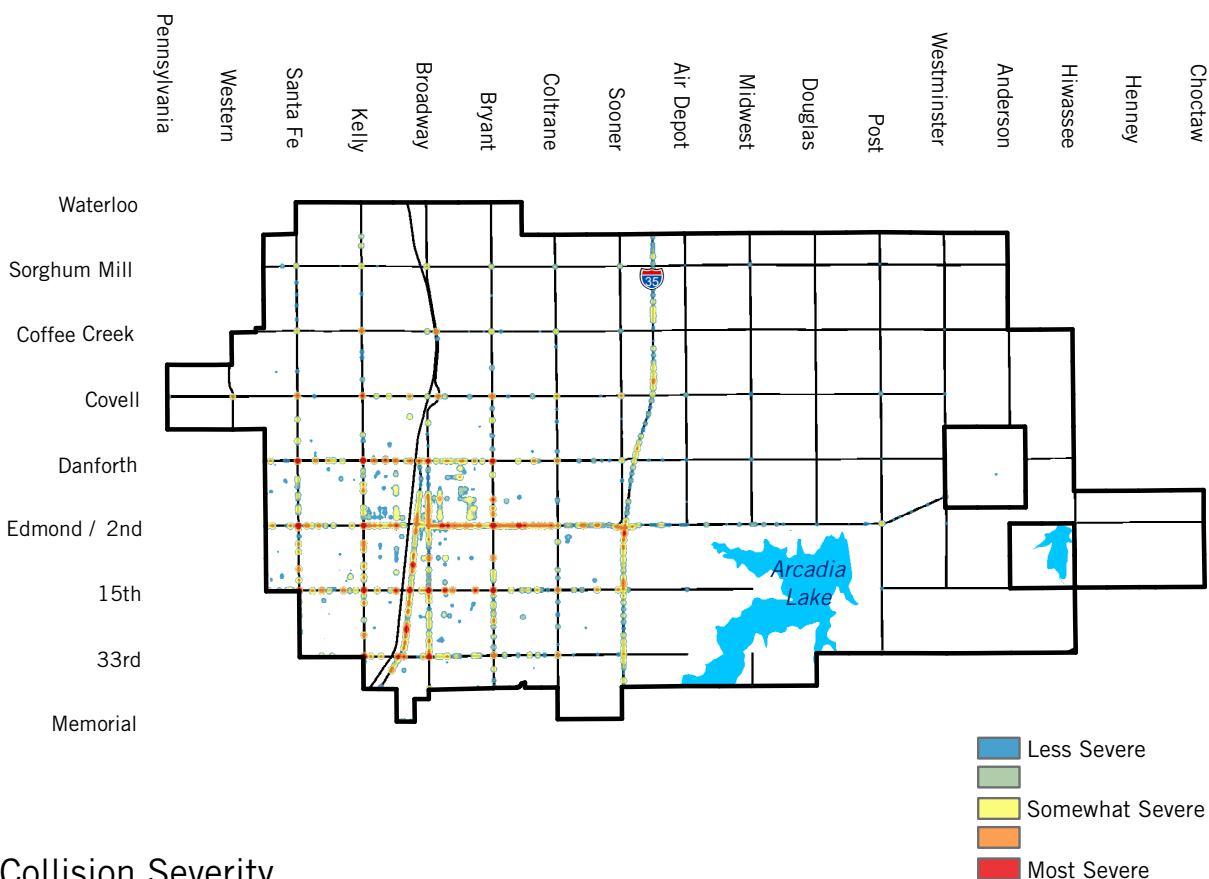 Pennsylvania
Western
Santa Fe
Kelly
Broadway
Bryant
Coltrane
Sooner
Air Depot
Midwest
Douglas
Post
Westminster
Anderson
Hiwassee
Henney
Choctaw
Waterloo
Sorghum Mill
Coffee Creek
Covell
Danforth
Edmond / 2nd
15th
33rd
Memorial
35
Arcadia
Lake
Less Severe
Somewhat Severe
Most Severe
Collision Severity